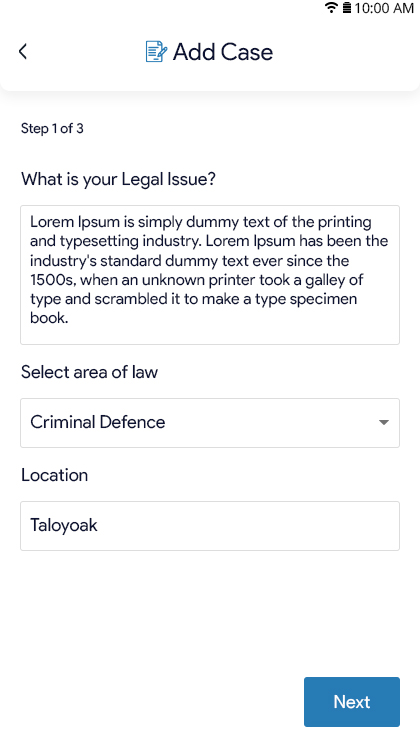 10:00 AM
Add Case
Step 1 of 3
What is your Legal Issue?
Lorem Ipsum is simply dummy text of the printing
and typesetting industry. Lorem Ipsum has been the
industry's standard dummy text ever since the
1500s, when an unknown printer took a galley of
type and scrambled it to make a type specimen
book.
Select area of law
Criminal Defence
Location
Taloyoak
Next